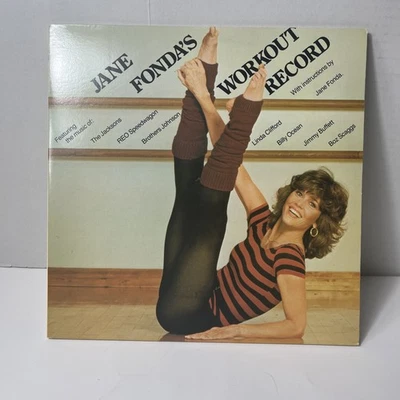 JANE FONDA'S WORKOUT RECORD
With instructions by
Jane Fonda.
Featuring
the music of:
The Jacksons
REO Speedwagon
Brothers Johnson
Linda Clifford
Billy Ocean
Jimmy Buffett
Boz Scaggs